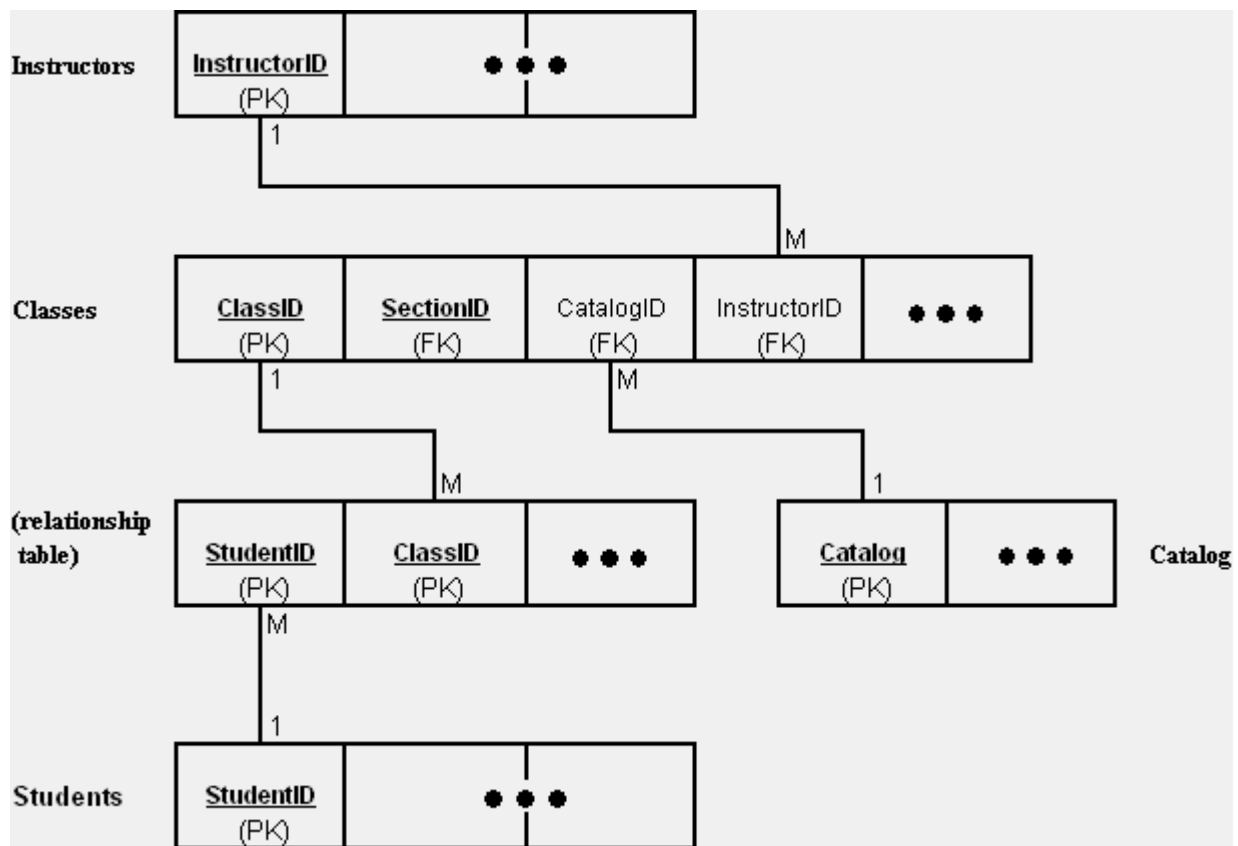 Instructors
InstructorID
(PK)
1
M
Classes
ClassID
(PK)
SectionID
(FK)
CatalogID
(FK)
InstructorID
(FK)
1
M
M
1
(relationship
table)
StudentID
(PK)
ClassID
(PK)
Catalog
(PK)
Catalog
M
1
Students
StudentID
(PK)